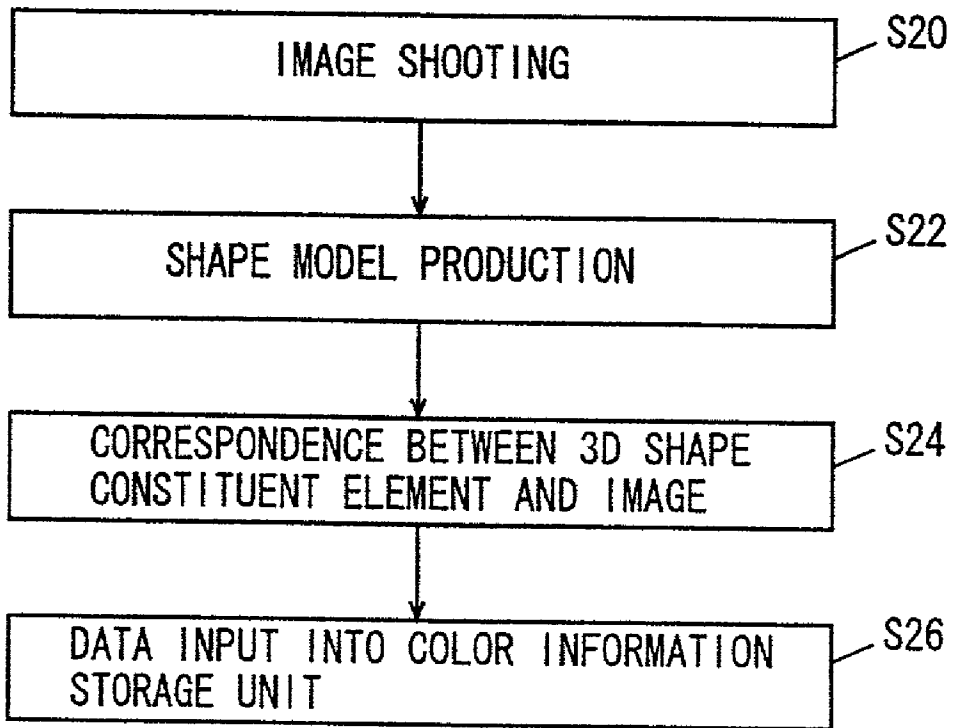 IMAGE SHOOTING
S20
SHAPE MODEL PRODUCTION
S22
CORRESPONDENCE BETWEEN 3D SHAPE
CONSTITUENT ELEMENT AND IMAGE
S24
DATA INPUT INTO COLOR INFORMATION
STORAGE UNIT
S26